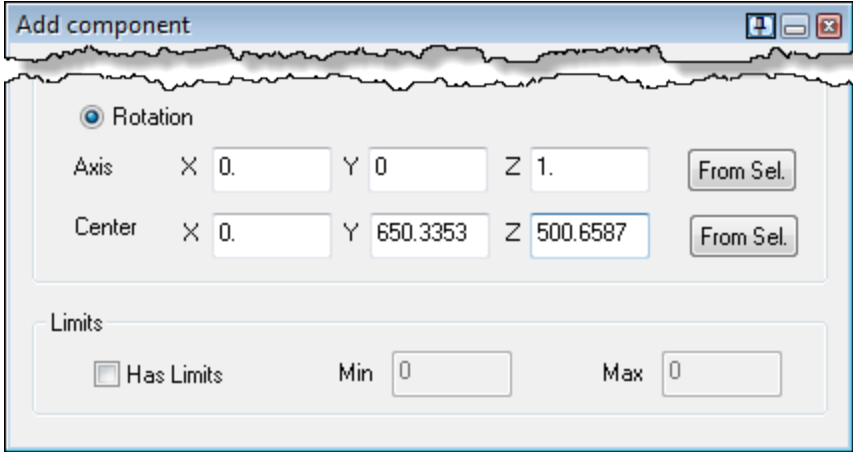 Add component
Rotation
Axis X 0. Y 0 Z 1. From Sel.
Center X 0. Y 650.3353 Z 500.6587 From Sel.
Limits
Has Limits Min 0 Max 0